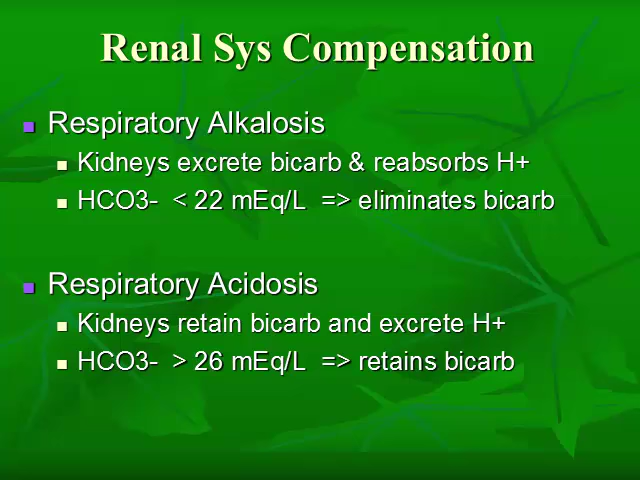 Renal Sys Compensation
Respiratory Alkalosis
Kidneys excrete bicarb & reabsorbs H+
HCO3-  < 22 mEq/L  => eliminates bicarb
Respiratory Acidosis
Kidneys retain bicarb and excrete H+
HCO3-  > 26 mEq/L  => retains bicarb